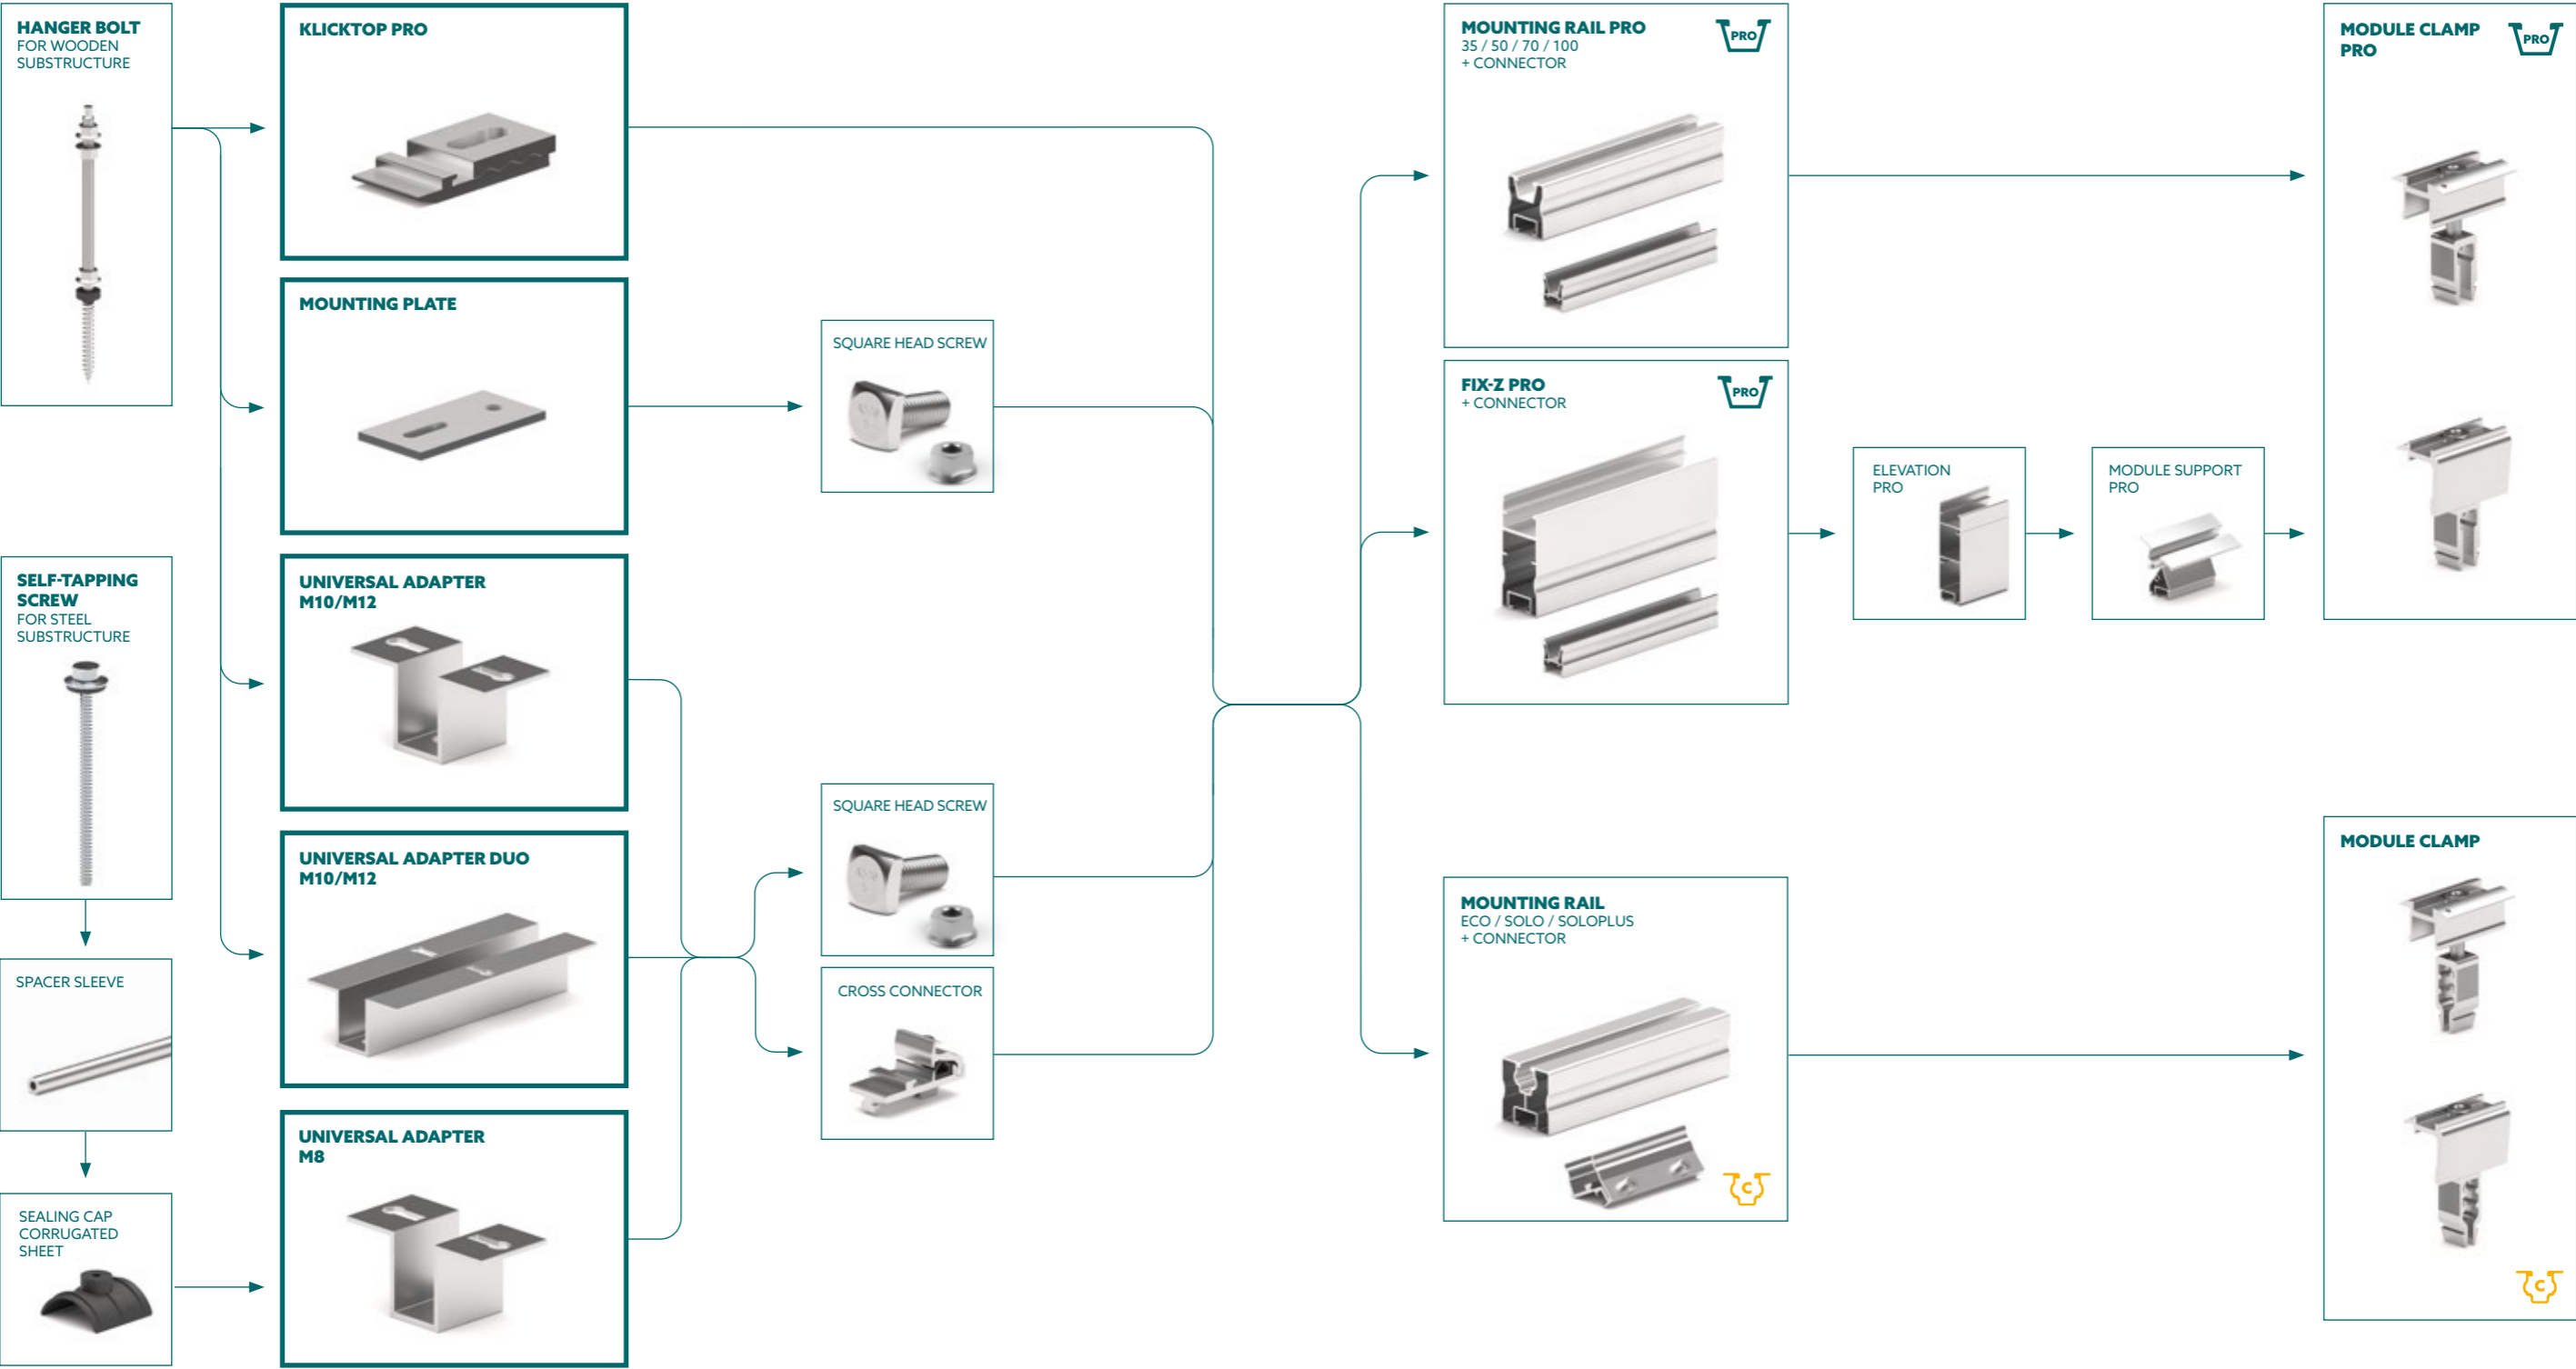 HANGER BOLT
FOR WOODEN
SUBSTRUCTURE
SELF-TAPPING
SCREW
FOR STEEL
SUBSTRUCTURE
SPACER SLEEVE
SEALING CAP
CORRUGATED
SHEET
KLICKTOP PRO
MOUNTING PLATE
UNIVERSAL ADAPTER
M10/M12
UNIVERSAL ADAPTER DUO
M10/M12
UNIVERSAL ADAPTER
M8
SQUARE HEAD SCREW
SQUARE HEAD SCREW
CROSS CONNECTOR
MOUNTING RAIL PRO
35 / 50 / 70 / 100
+ CONNECTOR
PRO
FIX-Z PRO
+ CONNECTOR
PRO
MOUNTING RAIL
ECO / SOLO / SOLOPLUS
+ CONNECTOR
C
ELEVATION
PRO
MODULE SUPPORT
PRO
MODULE CLAMP
PRO
PRO
MODULE CLAMP
C